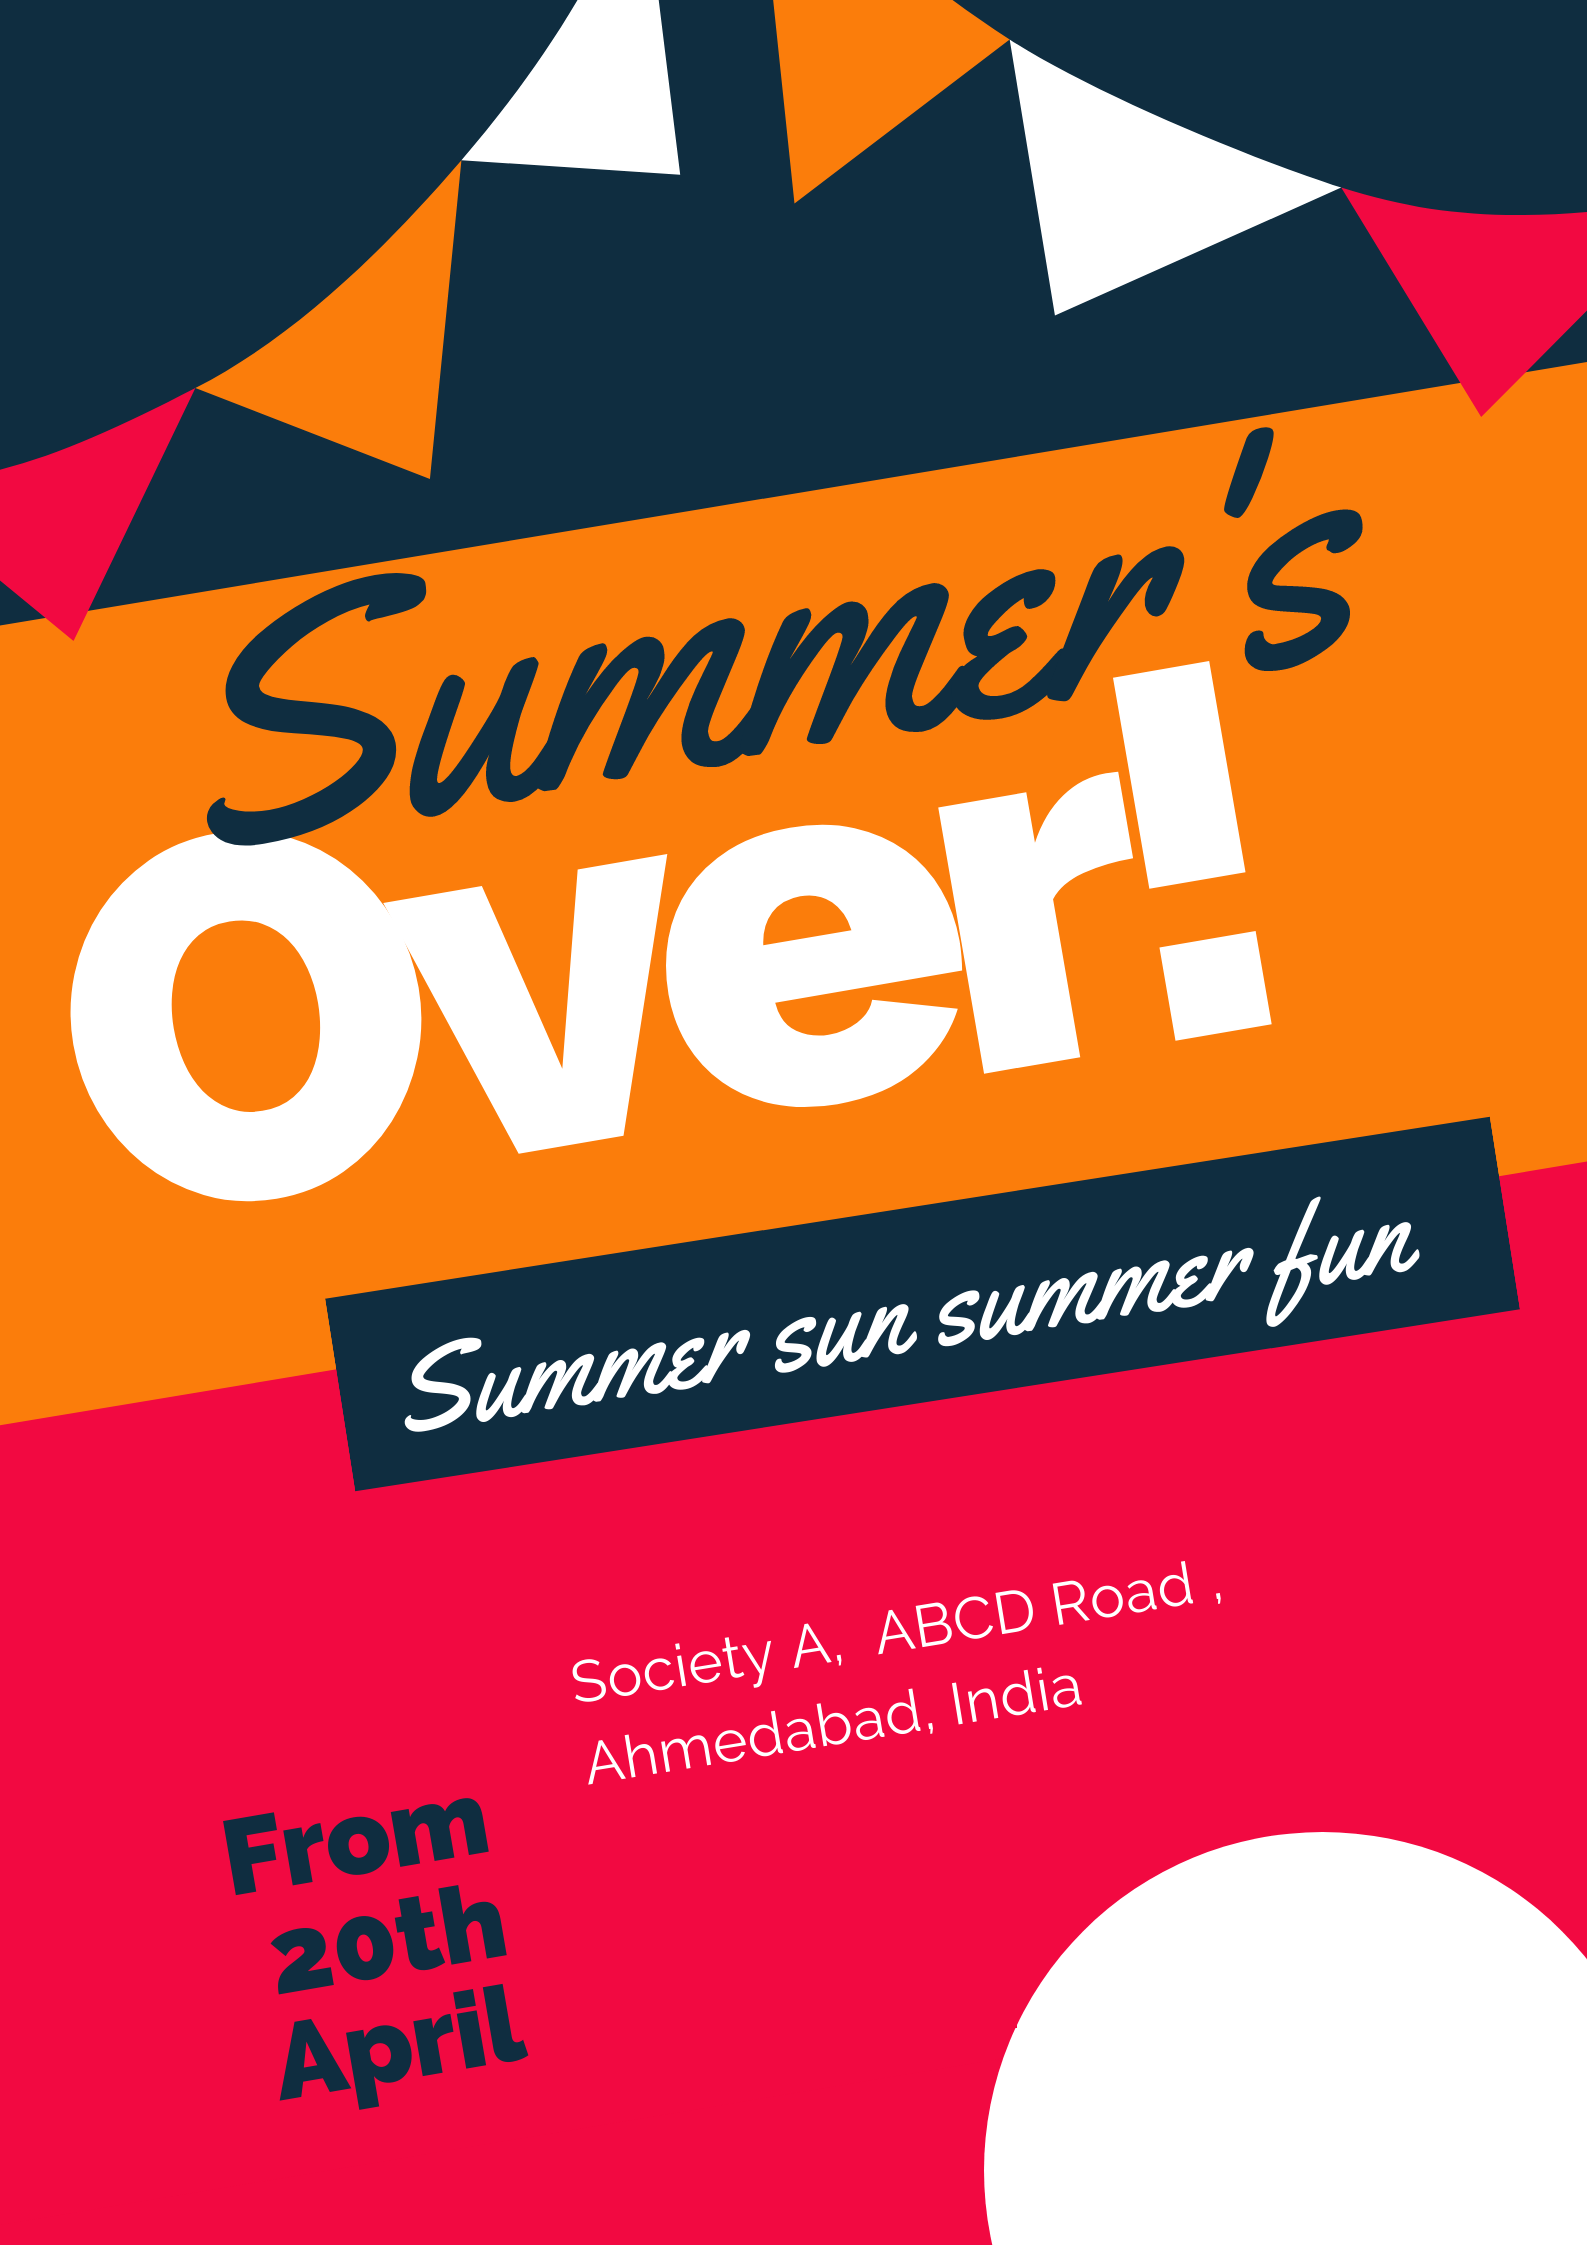 Summer's
over!
Summer sun summer fun
Society A, ABCD Road ,
Ahmedabad, India
From
20th
April